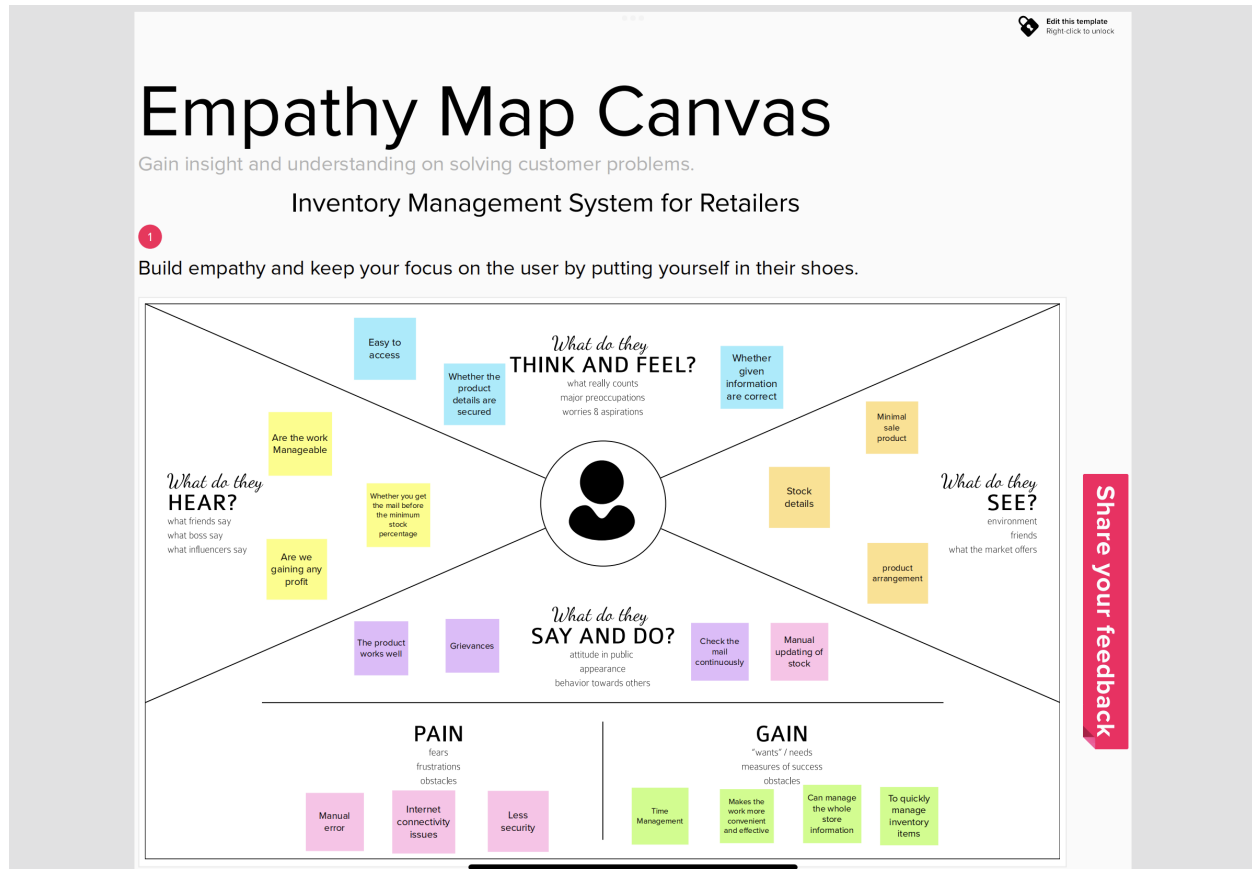 Edit this template
Right-click to unlock
Empathy Map Canvas
Gain insight and understanding on solving customer problems.
Inventory Management System for Retailers
1
Build empathy and keep your focus on the user by putting yourself in their shoes.
What do they
THINK AND FEEL?
what really counts
major preoccupations
worries & aspirations
Easy to
access
Whether the
product
details are
secured
Whether
given
information
are correct
What do they
HEAR?
what friends say
what boss say
what influencers say
Are the work
Manageable
Whether you get
the mail before
the minimum
stock
percentage
Are we
gaining any
profit
What do they
SEE?
environment
friends
what the market offers
Minimal
sale
product
Stock
details
product
arrangement
What do they
SAY AND DO?
attitude in public
appearance
behavior towards others
The product
works well
Grievances
Check the
mail
continuously
Manual
updating of
stock
PAIN
fears
frustrations
obstacles
Manual
error
Internet
connectivity
issues
Less
security
GAIN
"wants" / needs
measures of success
obstacles
Time
Management
Makes the
work more
convenient
and effective
Can manage
the whole
store
information
To quickly
manage
inventory
items
Share your feedback